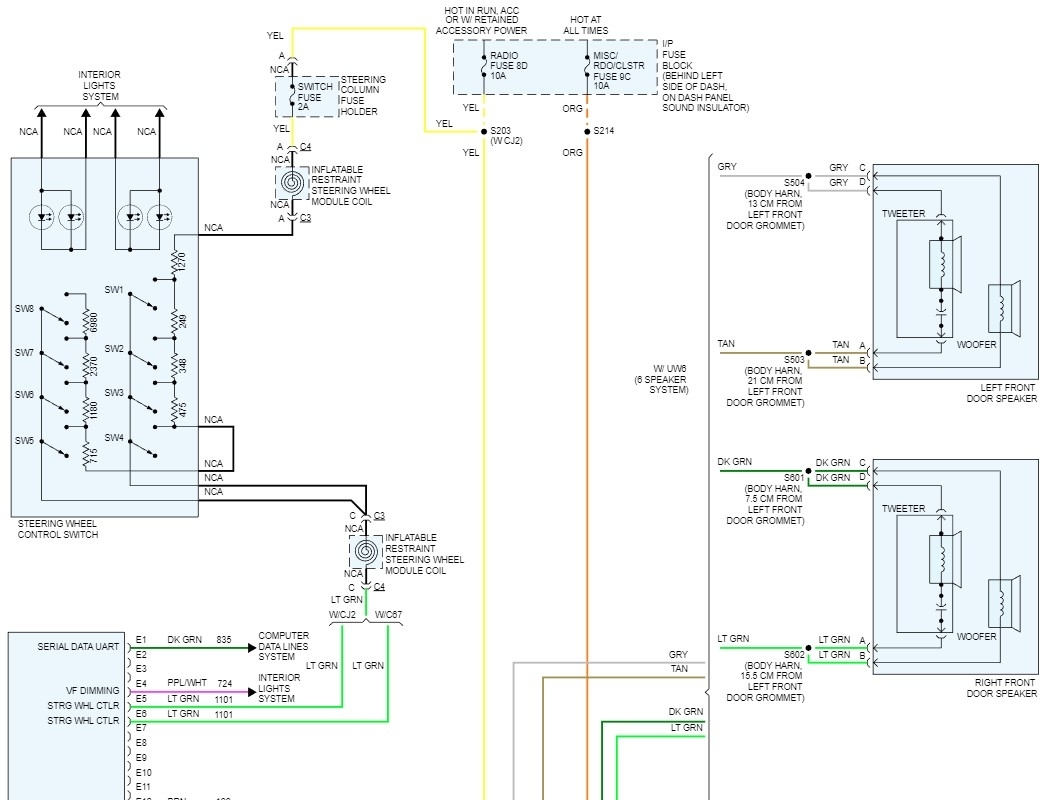 HOT IN RUN, ACC
OR W/ RETAINED
ACCESSORY POWER
HOT AT
ALL TIMES
YEL
I/P
FUSE
BLOCK
(BEHIND LEFT
SIDE OF DASH,
ON DASH PANEL
SOUND INSULATOR)
RADIO
FUSE 8D
10A
MISC/
RDO/CLSTR
FUSE 9C
10A
A
NCA
SWITCH
FUSE
2A
STEERING
COLUMN
FUSE
HOLDER
INTERIOR
LIGHTS
SYSTEM
NCA
NCA
NCA
NCA
YEL
YEL
ORG
YEL
S203
(W CJ2)
S214
YEL
ORG
A
C4
NCA
INFLATABLE
RESTRAINT
STEERING WHEEL
MODULE COIL
NCA
A
C3
NCA
1270
SW1
249
SW2
348
SW3
475
SW4
SW8
6980
SW7
2370
SW6
1180
SW5
715
NCA
NCA
NCA
NCA
STEERING WHEEL
CONTROL SWITCH
C
C3
NCA
INFLATABLE
RESTRAINT
STEERING WHEEL
MODULE COIL
NCA
C
C4
LT GRN
W/CJ2
W/C67
LT GRN
LT GRN
SERIAL DATA UART
E1
DK GRN
835
COMPUTER
DATA LINES
SYSTEM
E2
E3
VF DIMMING
E4
PPL/WHT
724
INTERIOR
LIGHTS
SYSTEM
STRG WHL CTLR
E5
LT GRN
1101
STRG WHL CTLR
E6
LT GRN
1101
E7
E8
E9
E10
E11
W/ UW6
(6 SPEAKER
SYSTEM)
GRY
TAN
DK GRN
LT GRN
GRY
S504
(BODY HARN,
13 CM FROM
LEFT FRONT
DOOR GROMMET)
GRY
C
GRY
D
TWEETER
WOOFER
TAN
S503
(BODY HARN,
21 CM FROM
LEFT FRONT
DOOR GROMMET)
TAN
A
TAN
B
LEFT FRONT
DOOR SPEAKER
DK GRN
S601
(BODY HARN,
7.5 CM FROM
LEFT FRONT
DOOR GROMMET)
DK GRN
C
DK GRN
D
TWEETER
WOOFER
LT GRN
S602
(BODY HARN,
15.5 CM FROM
LEFT FRONT
DOOR GROMMET)
LT GRN
A
LT GRN
B
RIGHT FRONT
DOOR SPEAKER